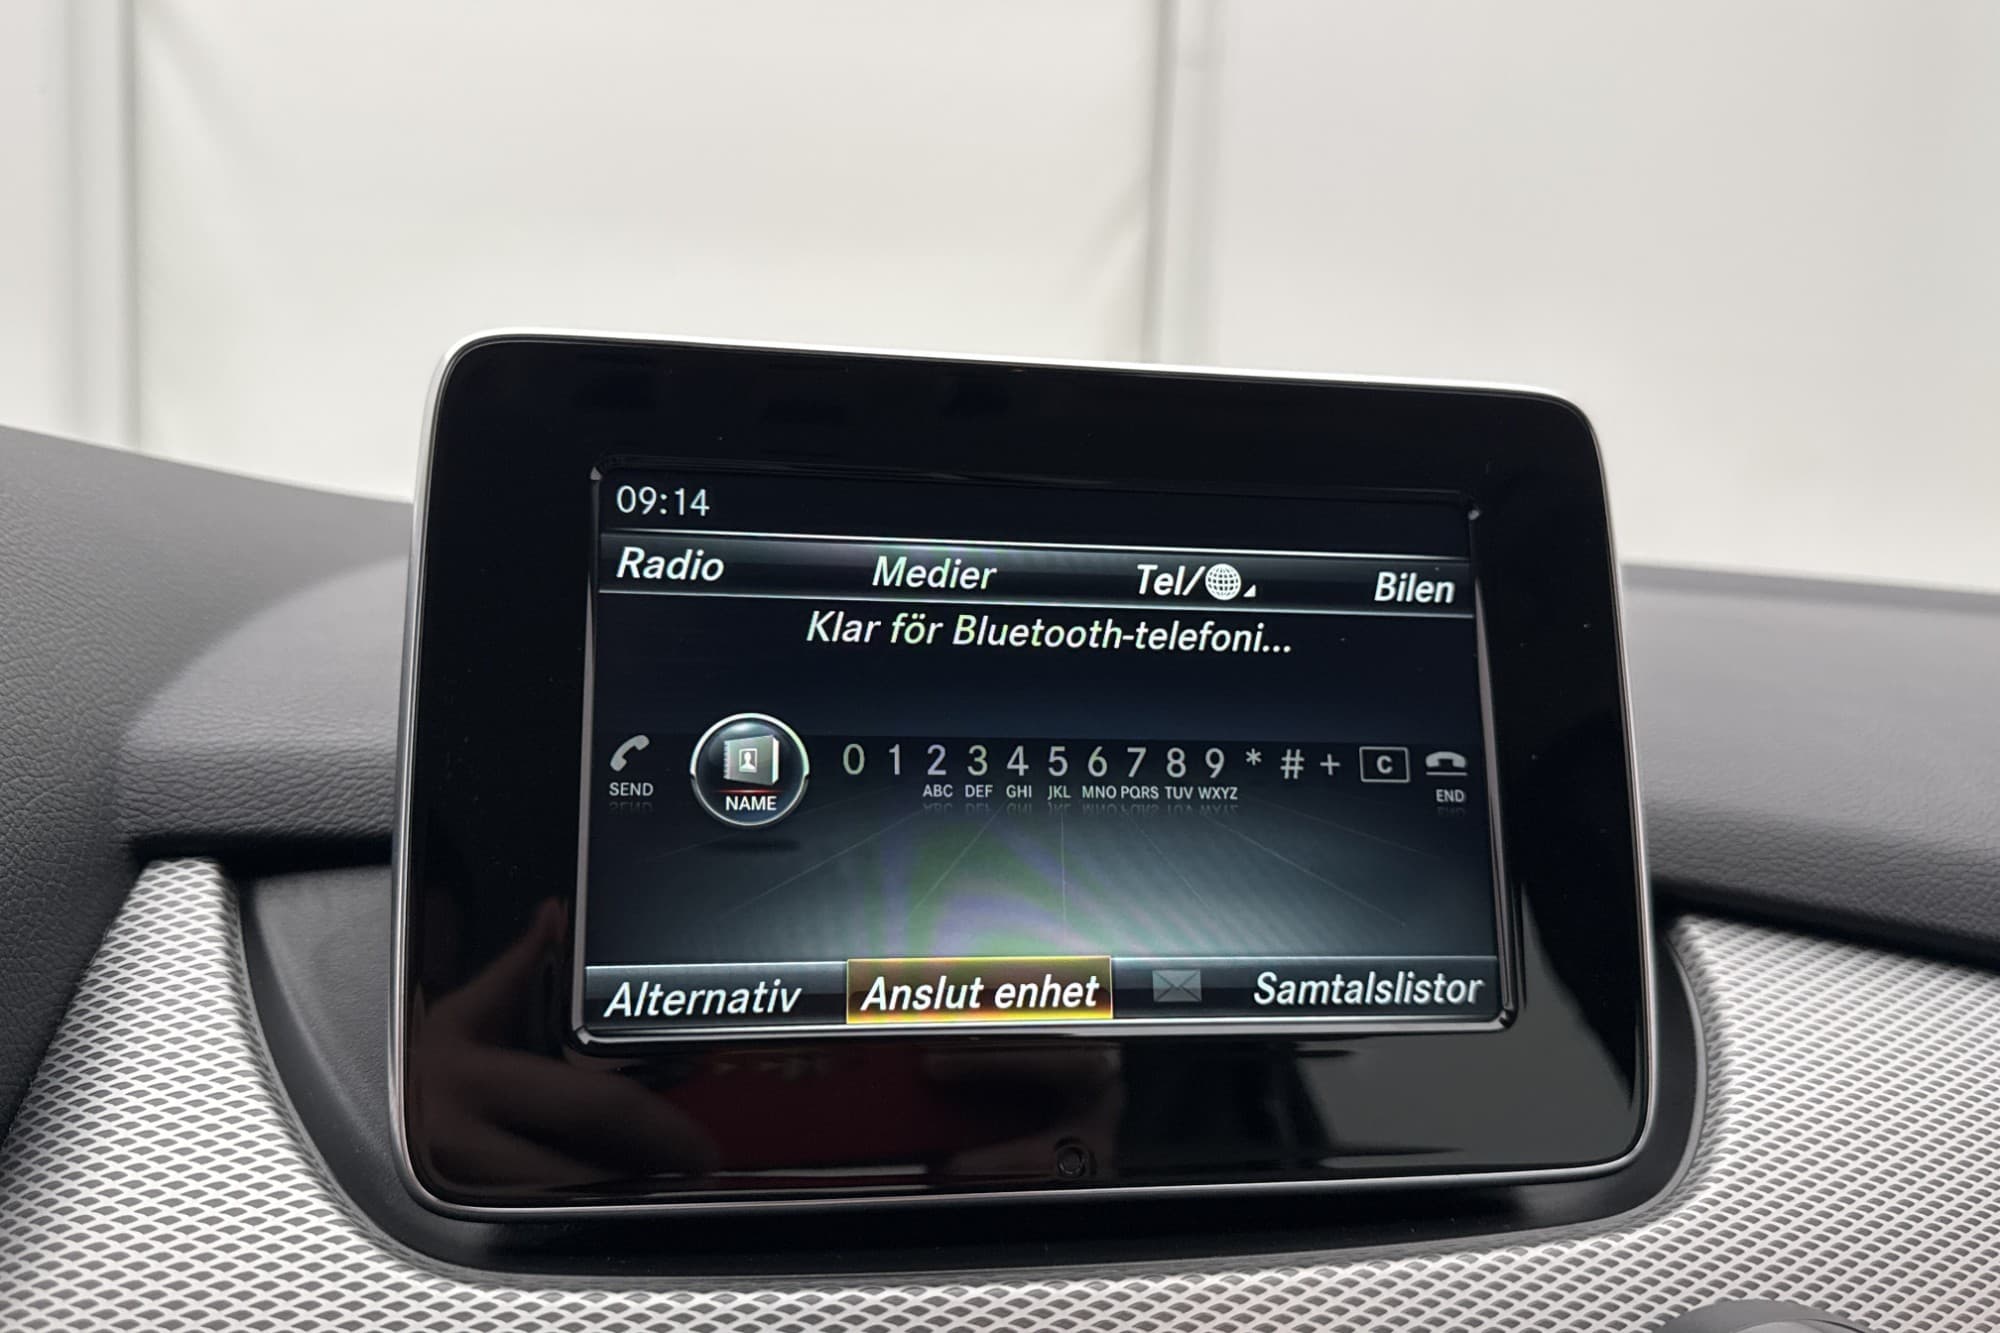 09:14
Radio Medier Tel/ Bilen
Klar för Bluetooth-telefoni...
0 1 2 3 4 5 6 7 8 9 * # + C
SEND NAME ABC DEF GHI JKL MNO PQRS TUV WXYZ END
Alternativ Anslut enhet Samtalslistor